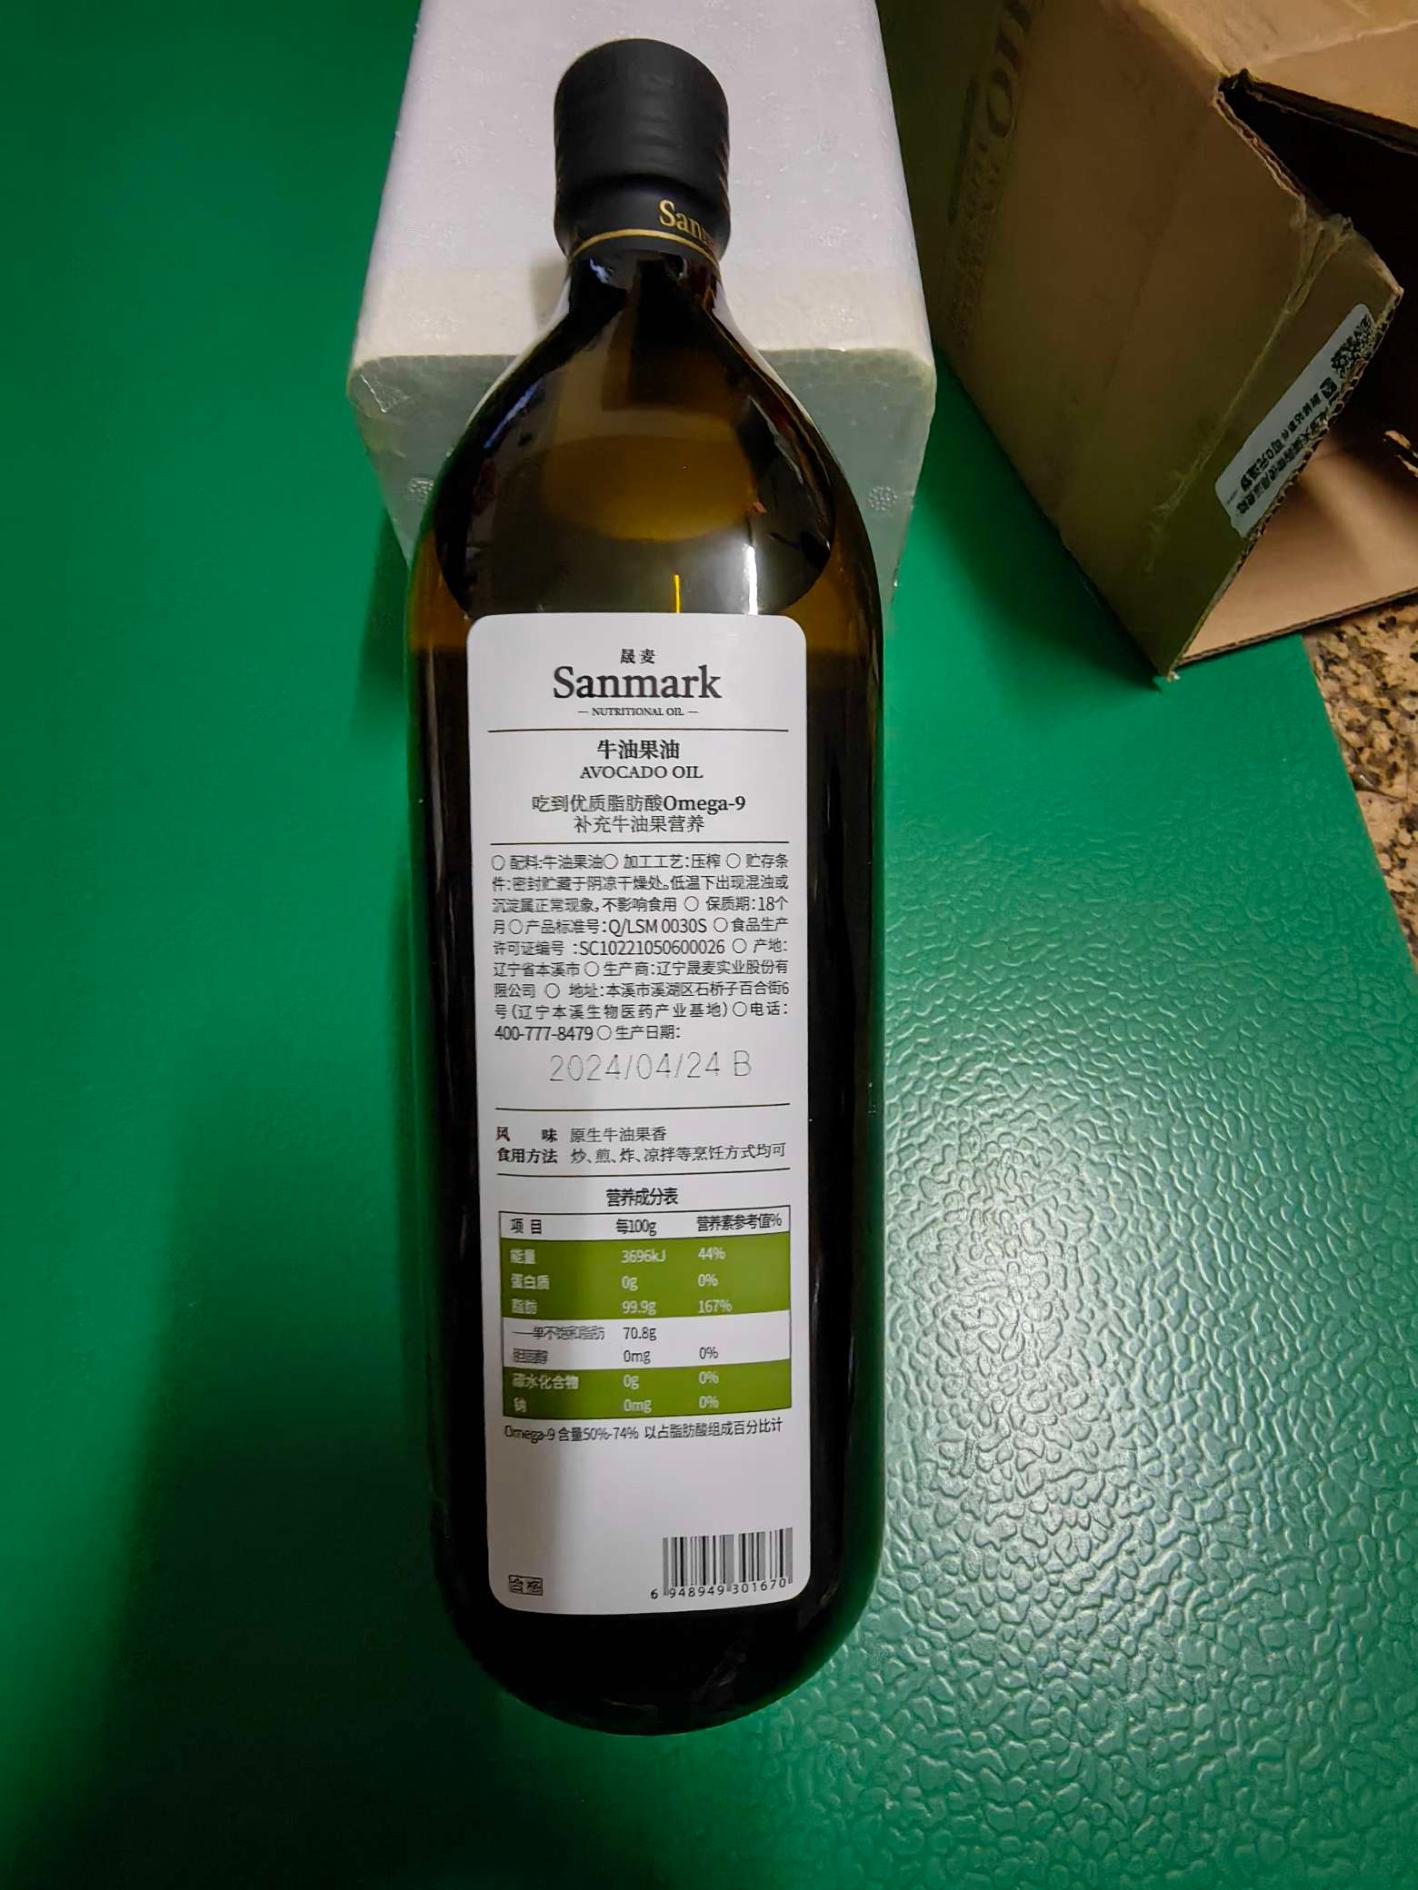 Sanm
晟麦
Sanmark
— NUTRITIONAL OIL —
牛油果油
AVOCADO OIL
吃到优质脂肪酸Omega-9
补充牛油果营养
○ 配料:牛油果油○ 加工工艺:压榨 ○ 贮存条
件:密封贮藏于阴凉干燥处。低温下出现混浊或
沉淀属正常现象,不影响食用 ○ 保质期:18个
月○产品标准号:Q/LSM 0030S ○食品生产
许可证编号 :SC10221050600026 ○ 产地:
辽宁省本溪市 ○ 生产商:辽宁晟麦实业股份有
限公司 ○ 地址:本溪市溪湖区石桥子百合街6
号(辽宁本溪生物医药产业基地)○电话:
400-777-8479 ○ 生产日期:
2024/04/24 B
风 味 原生牛油果香
食用方法 炒、煎、炸、凉拌等烹饪方式均可
营养成分表
项目 每100g 营养素参考值%
能量 3696kJ 44%
蛋白质 0g 0%
脂肪 99.9g 167%
——单不饱和脂肪 70.8g
胆固醇 0mg 0%
碳水化合物 0g 0%
钠 0mg 0%
Omega-9 含量50%-74% 以占脂肪酸组成百分比计
合格
6 948949 301670